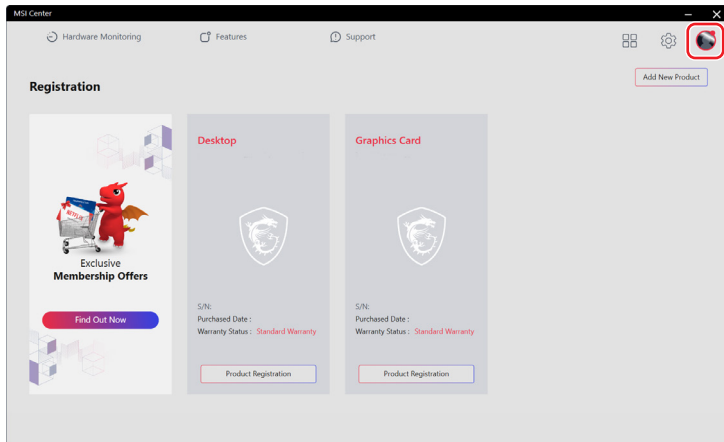 MSI Center
Hardware Monitoring
Features
Support
Add New Product
Registration
Desktop
Graphics Card
NETFLIX
Exclusive
Membership Offers
Find Out Now
S/N:
Purchased Date :
Warranty Status : Standard Warranty
Product Registration
S/N:
Purchased Date :
Warranty Status : Standard Warranty
Product Registration